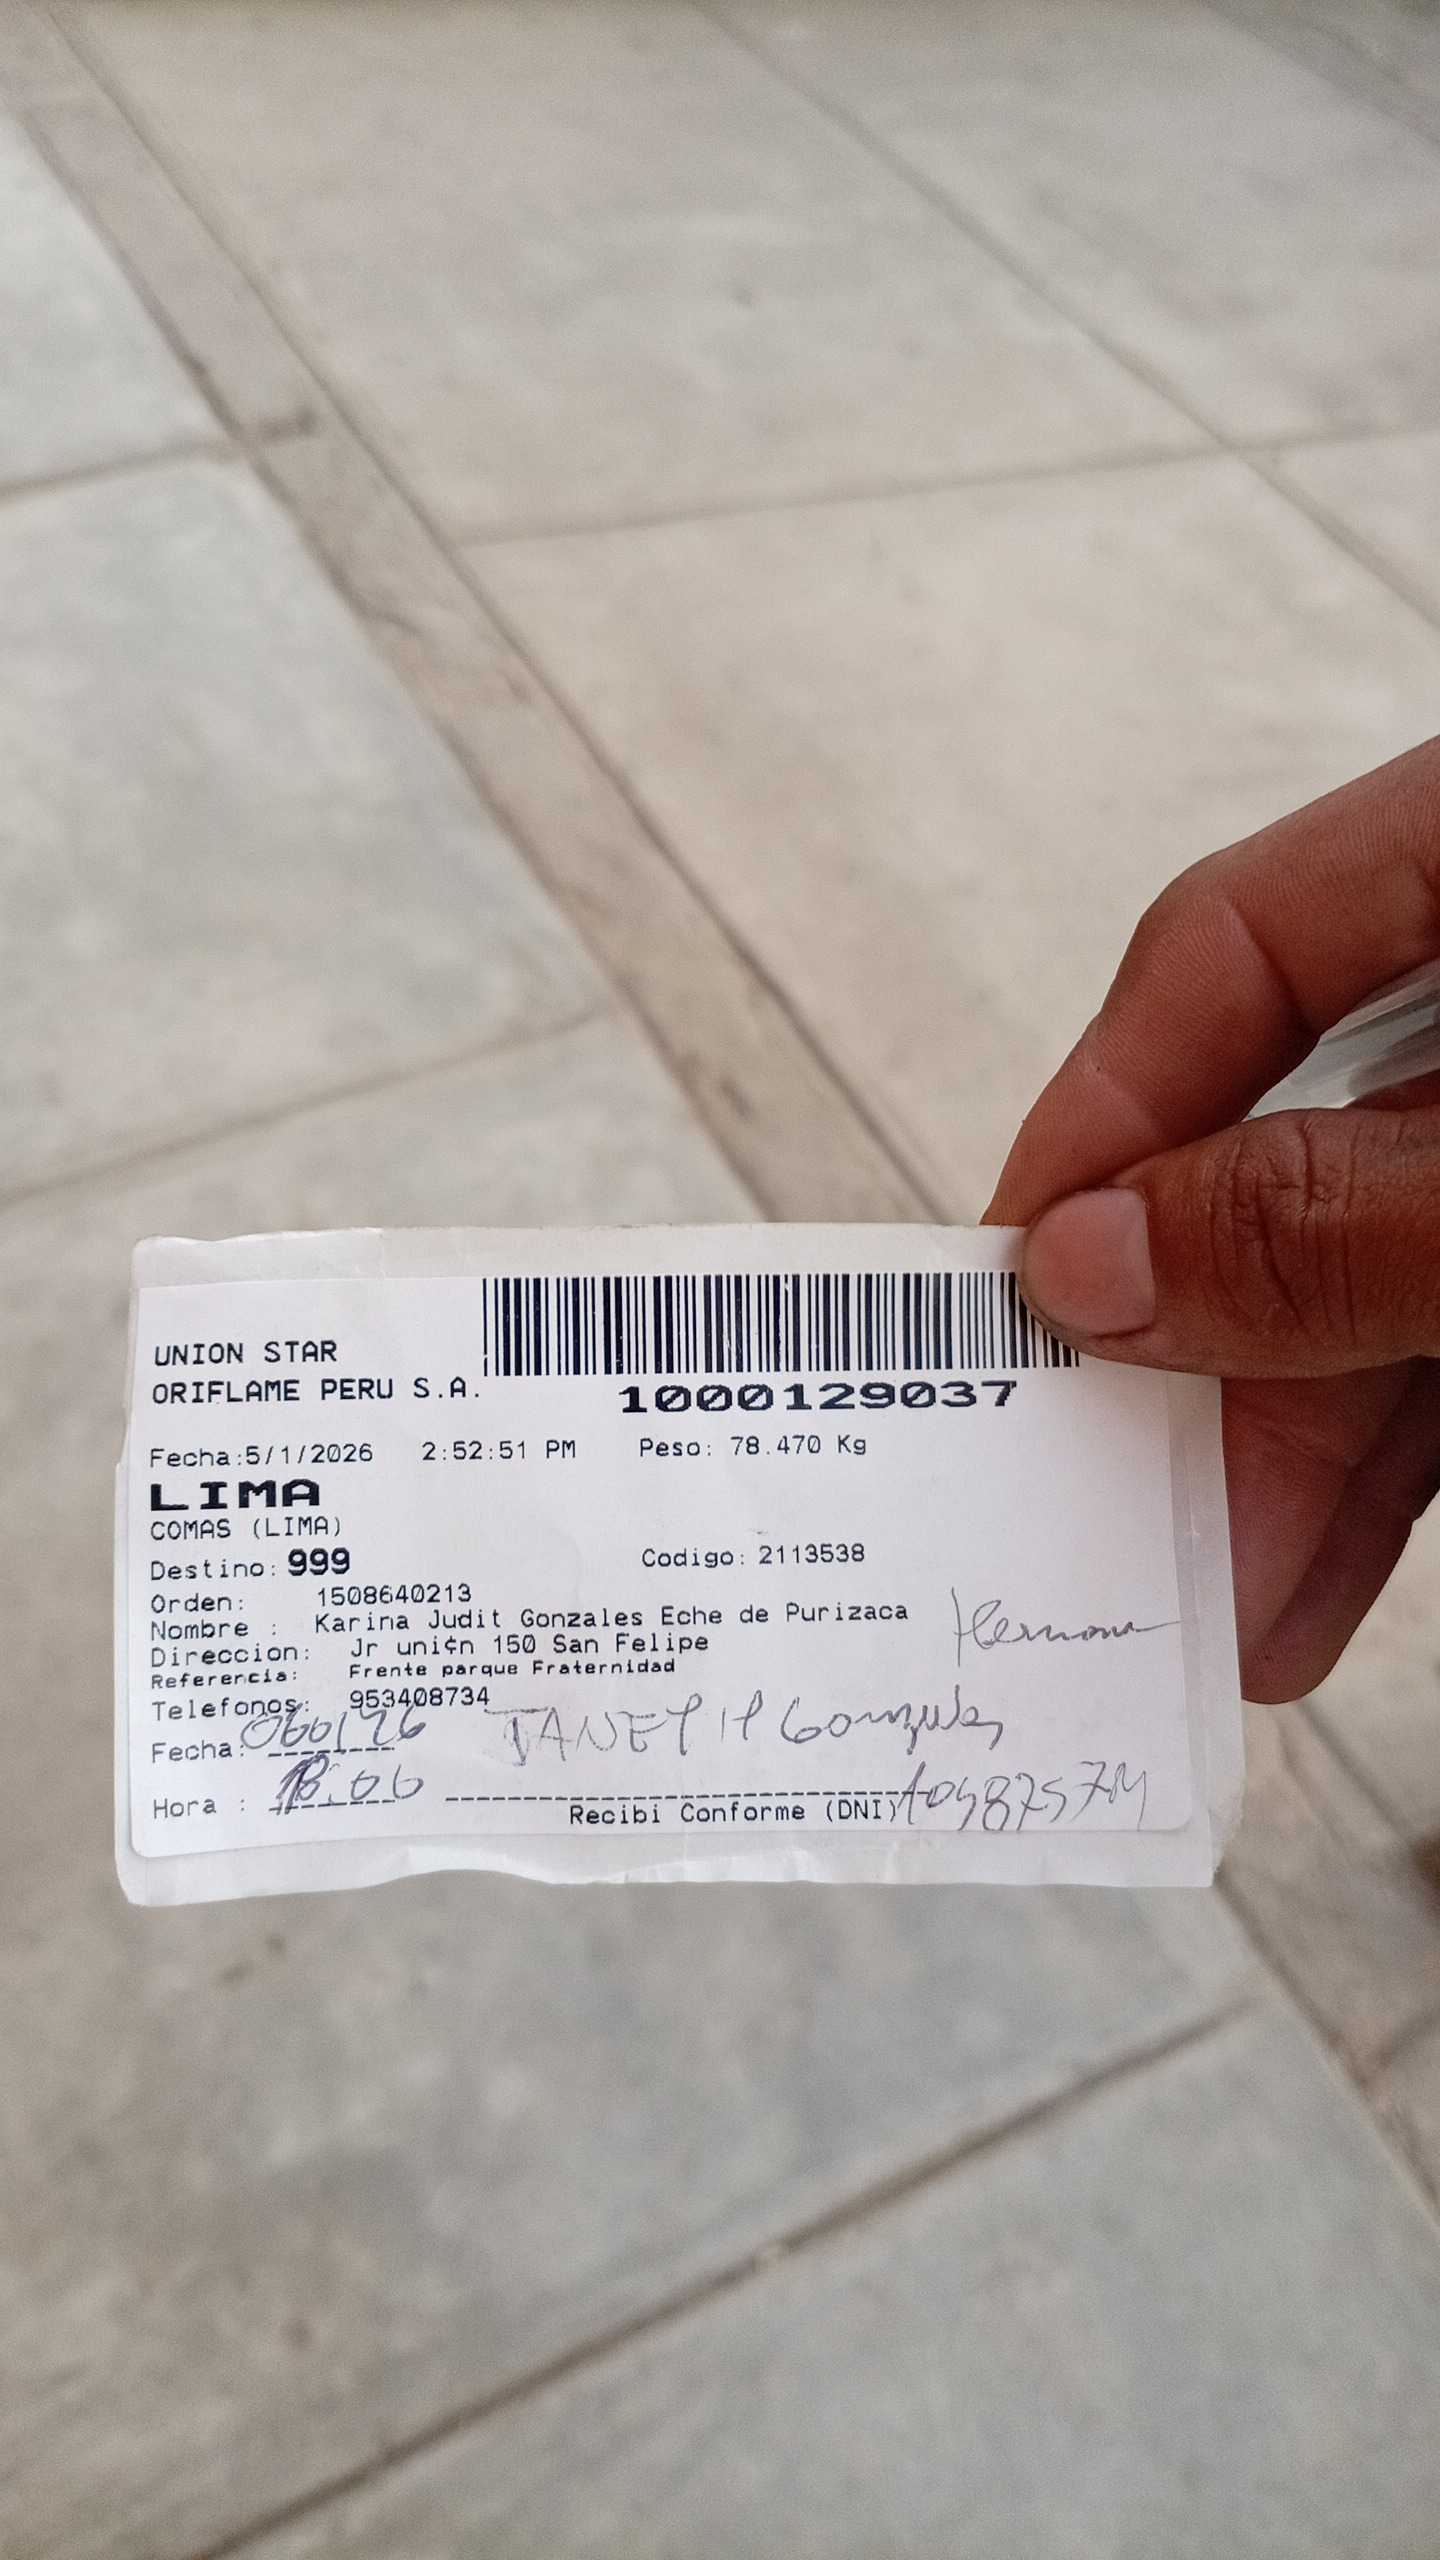 UNION STAR
ORIFLAME PERU S.A.
1000129037
Fecha:5/1/2026 2:52:51 PM Peso: 78.470 Kg
LIMA
COMAS (LIMA)
Destino: 999 Codigo: 2113538
Orden: 1508640213
Nombre : Karina Judit Gonzales Eche de Purizaca
Direccion: Jr uni¢n 150 San Felipe
Referencia: Frente parque Fraternidad
Hermana
Telefonos: 953408734
Fecha: 060126 JANETH Gonzales
Hora :
Recibi Conforme (DNI)